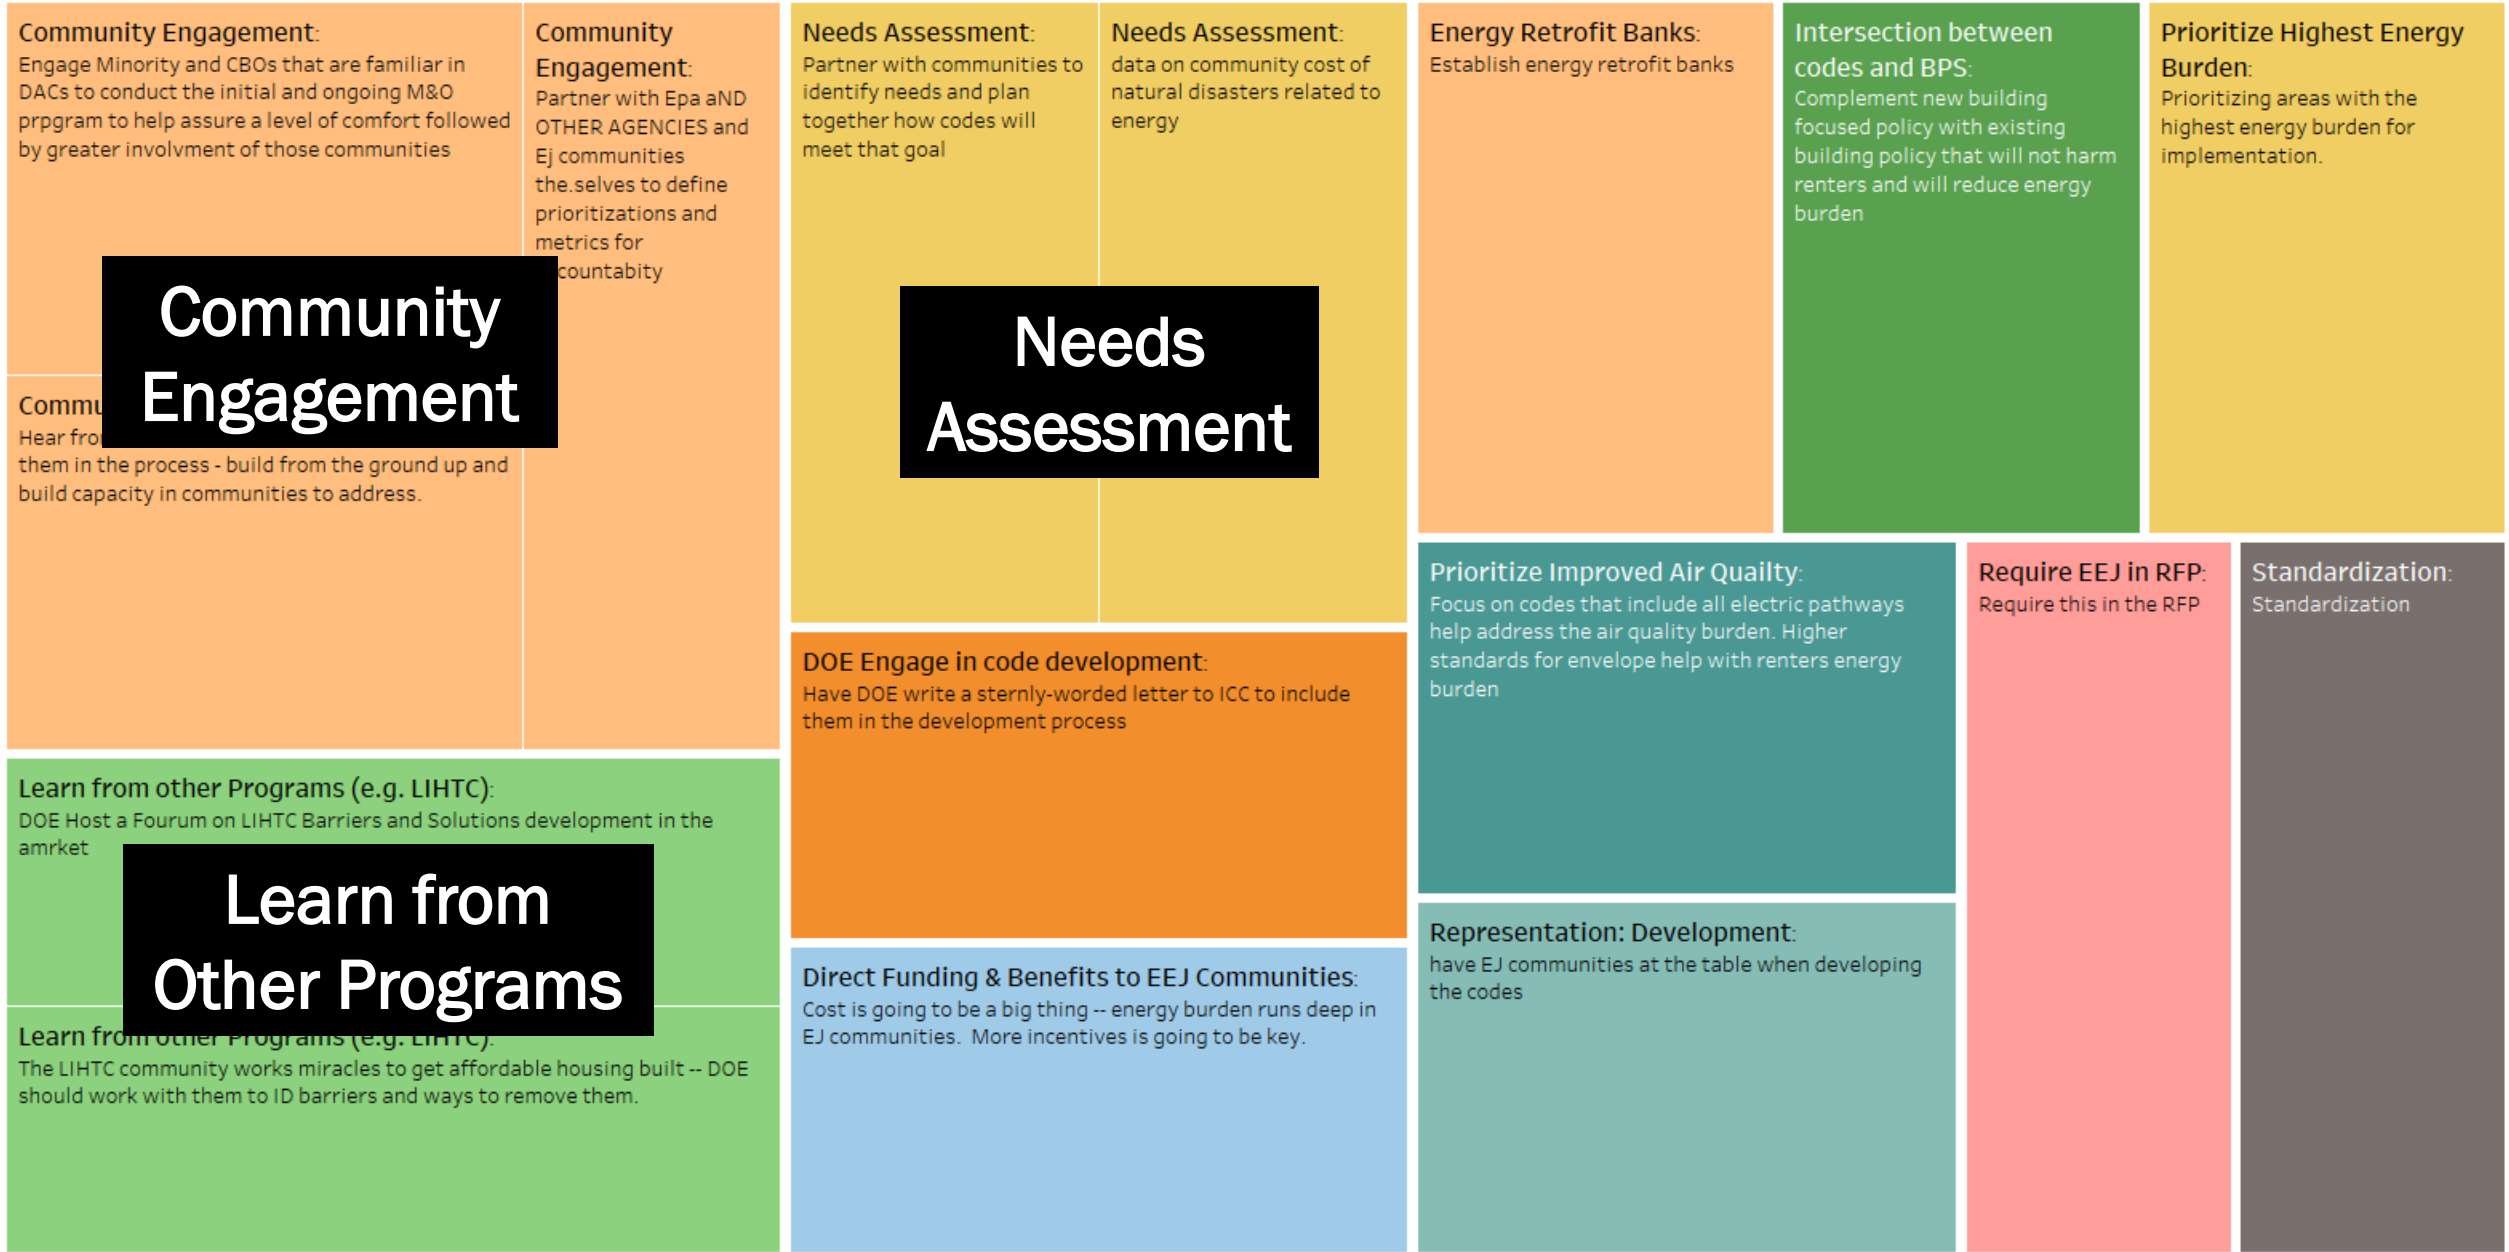 Community Engagement:
Engage Minority and CBOs that are familiar in
DACs to conduct the initial and ongoing M&O
prpgram to help assure a level of comfort followed
by greater involvment of those communities
Community
Engagement:
Partner with Epa aND
OTHER AGENCIES and
Ej communities
the.selves to define
prioritizations and
metrics for
countabity
Community
Engagement
Hear
them in the process - build from the ground up and
build capacity in communities to address.
Learn from other Programs (e.g. LIHTC):
DOE Host a Fourum on LIHTC Barriers and Solutions development in the
amrket
Learn from
Other Programs
Learn from other Programs (e.g. LIHTC):
The LIHTC community works miracles to get affordable housing built -- DOE
should work with them to ID barriers and ways to remove them.
Needs Assessment:
Partner with communities to
identify needs and plan
together how codes will
meet that goal
Needs Assessment:
data on community cost of
natural disasters related to
energy
Needs
Assessment
DOE Engage in code development:
Have DOE write a sternly-worded letter to ICC to include
them in the development process
Direct Funding & Benefits to EEJ Communities:
Cost is going to be a big thing -- energy burden runs deep in
EJ communities.  More incentives is going to be key.
Energy Retrofit Banks:
Establish energy retrofit banks
Intersection between
codes and BPS:
Complement new building
focused policy with existing
building policy that will not harm
renters and will reduce energy
burden
Prioritize Highest Energy
Burden:
Prioritizing areas with the
highest energy burden for
implementation.
Prioritize Improved Air Quailty:
Focus on codes that include all electric pathways
help address the air quality burden. Higher
standards for envelope help with renters energy
burden
Representation: Development:
have EJ communities at the table when developing
the codes
Require EEJ in RFP:
Require this in the RFP
Standardization:
Standardization